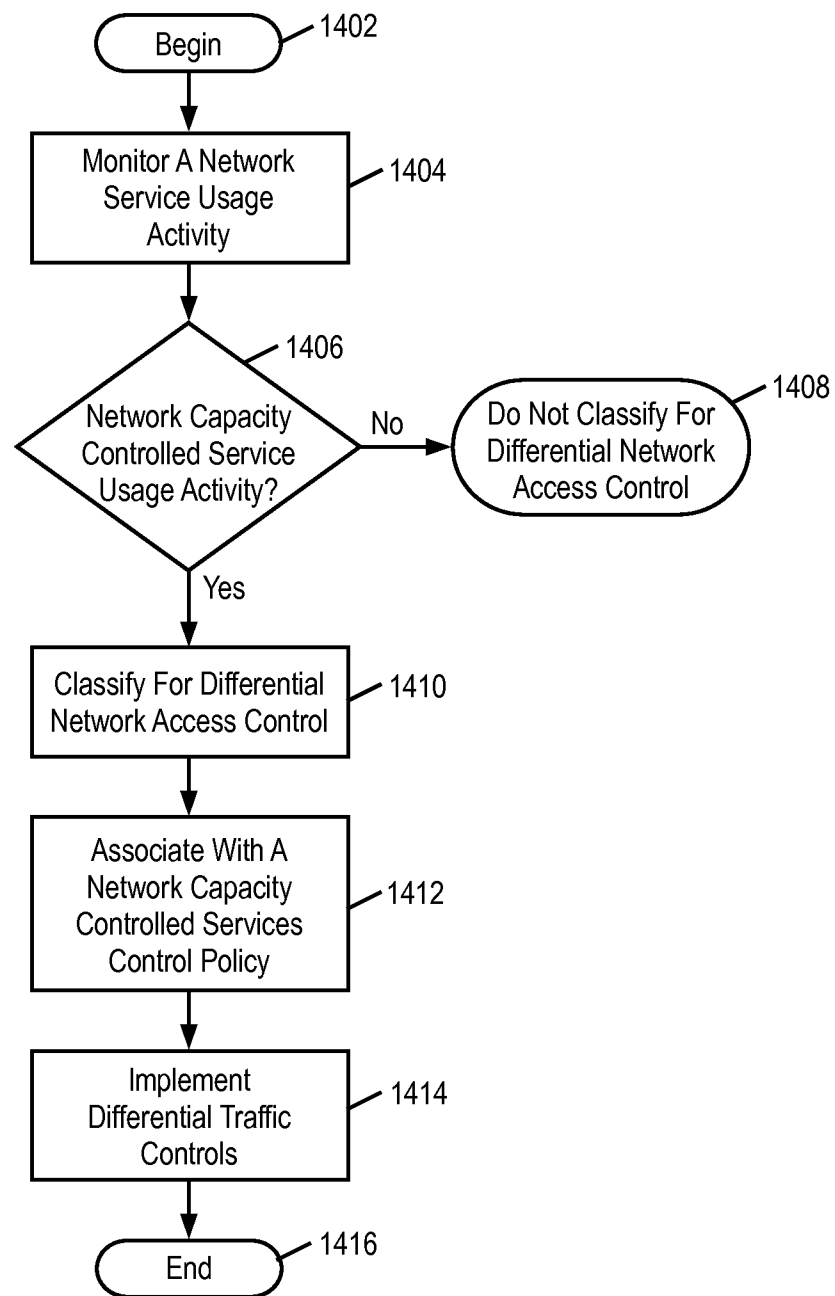 Begin
1402
Monitor A Network
Service Usage
Activity
1404
1406
Network Capacity
Controlled Service
Usage Activity?
No
Do Not Classify For
Differential Network
Access Control
1408
Yes
Classify For Differential
Network Access Control
1410
Associate With A
Network Capacity
Controlled Services
Control Policy
1412
Implement
Differential Traffic
Controls
1414
End
1416